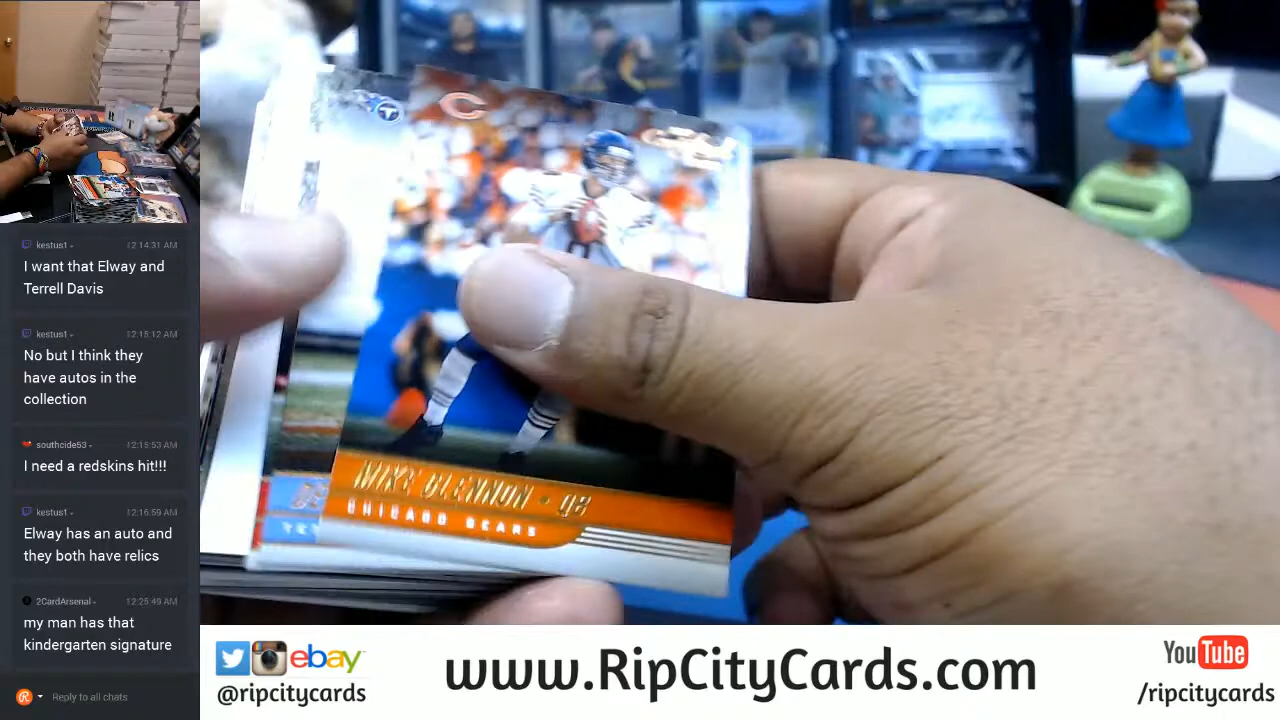 kestus1
12:14:31 AM
I want that Elway and
Terrell Davis
kestus1
12:15:12 AM
No but I think they
have autos in the
collection
southcide53
12:15:53 AM
I need a redskins hit!!!
kestus1
12:16:59 AM
Elway has an auto and
they both have relics
2CardArsenal
12:25:49 AM
my man has that
kindergarten signature
Reply to all chats
MIKE GLENNON • QB
CHICAGO BEARS
ebay
@ripcitycards
www.RipCityCards.com
YouTube
/ripcitycards